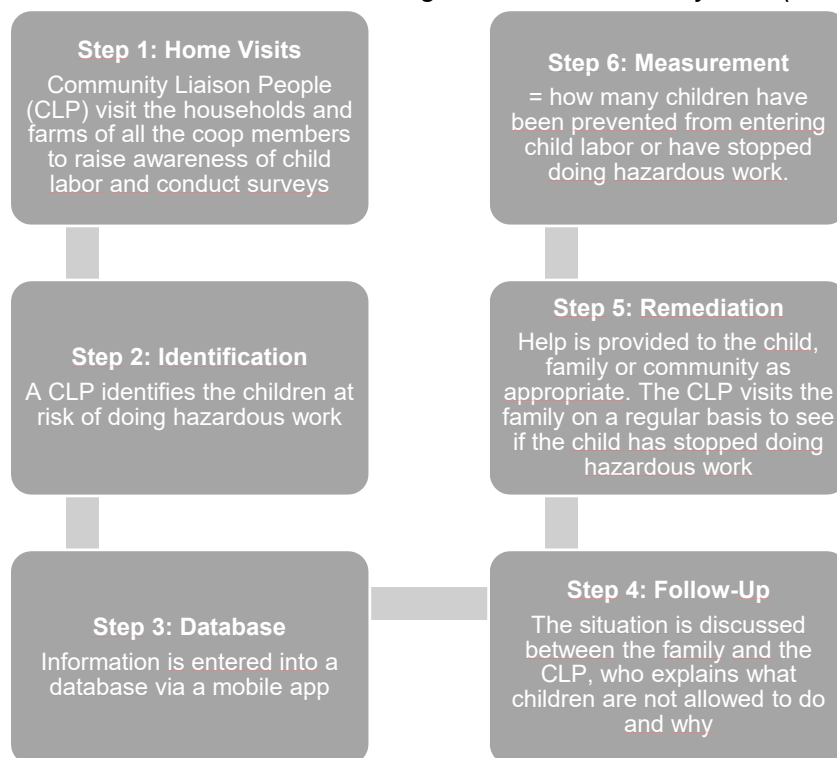 Step 1: Home Visits
Community Liaison People
(CLP) visit the households and
farms of all the coop members
to raise awareness of child
labor and conduct surveys
Step 2: Identification
A CLP identifies the children at
risk of doing hazardous work
Step 3: Database
Information is entered into a
database via a mobile app
Step 4: Follow-Up
The situation is discussed
between the family and the
CLP, who explains what
children are not allowed to do
and why
Step 5: Remediation
Help is provided to the child,
family or community as
appropriate. The CLP visits the
family on a regular basis to see
if the child has stopped doing
hazardous work
Step 6: Measurement
= how many children have
been prevented from entering
child labor or have stopped
doing hazardous work.